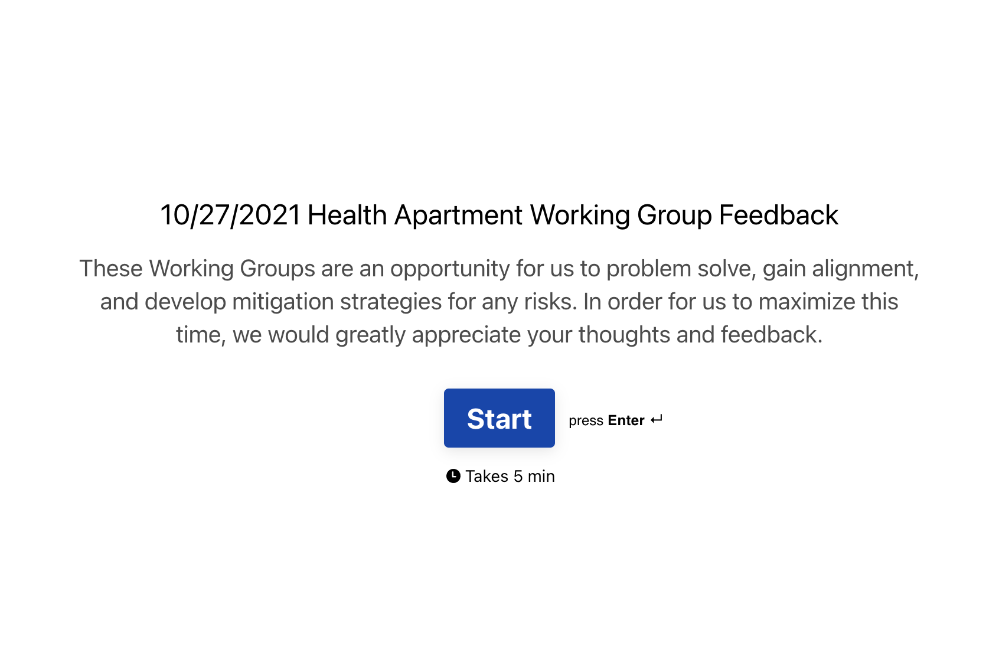 10/27/2021 Health Apartment Working Group Feedback
These Working Groups are an opportunity for us to problem solve, gain alignment,
and develop mitigation strategies for any risks. In order for us to maximize this
time, we would greatly appreciate your thoughts and feedback.
Start press Enter ↵
Takes 5 min